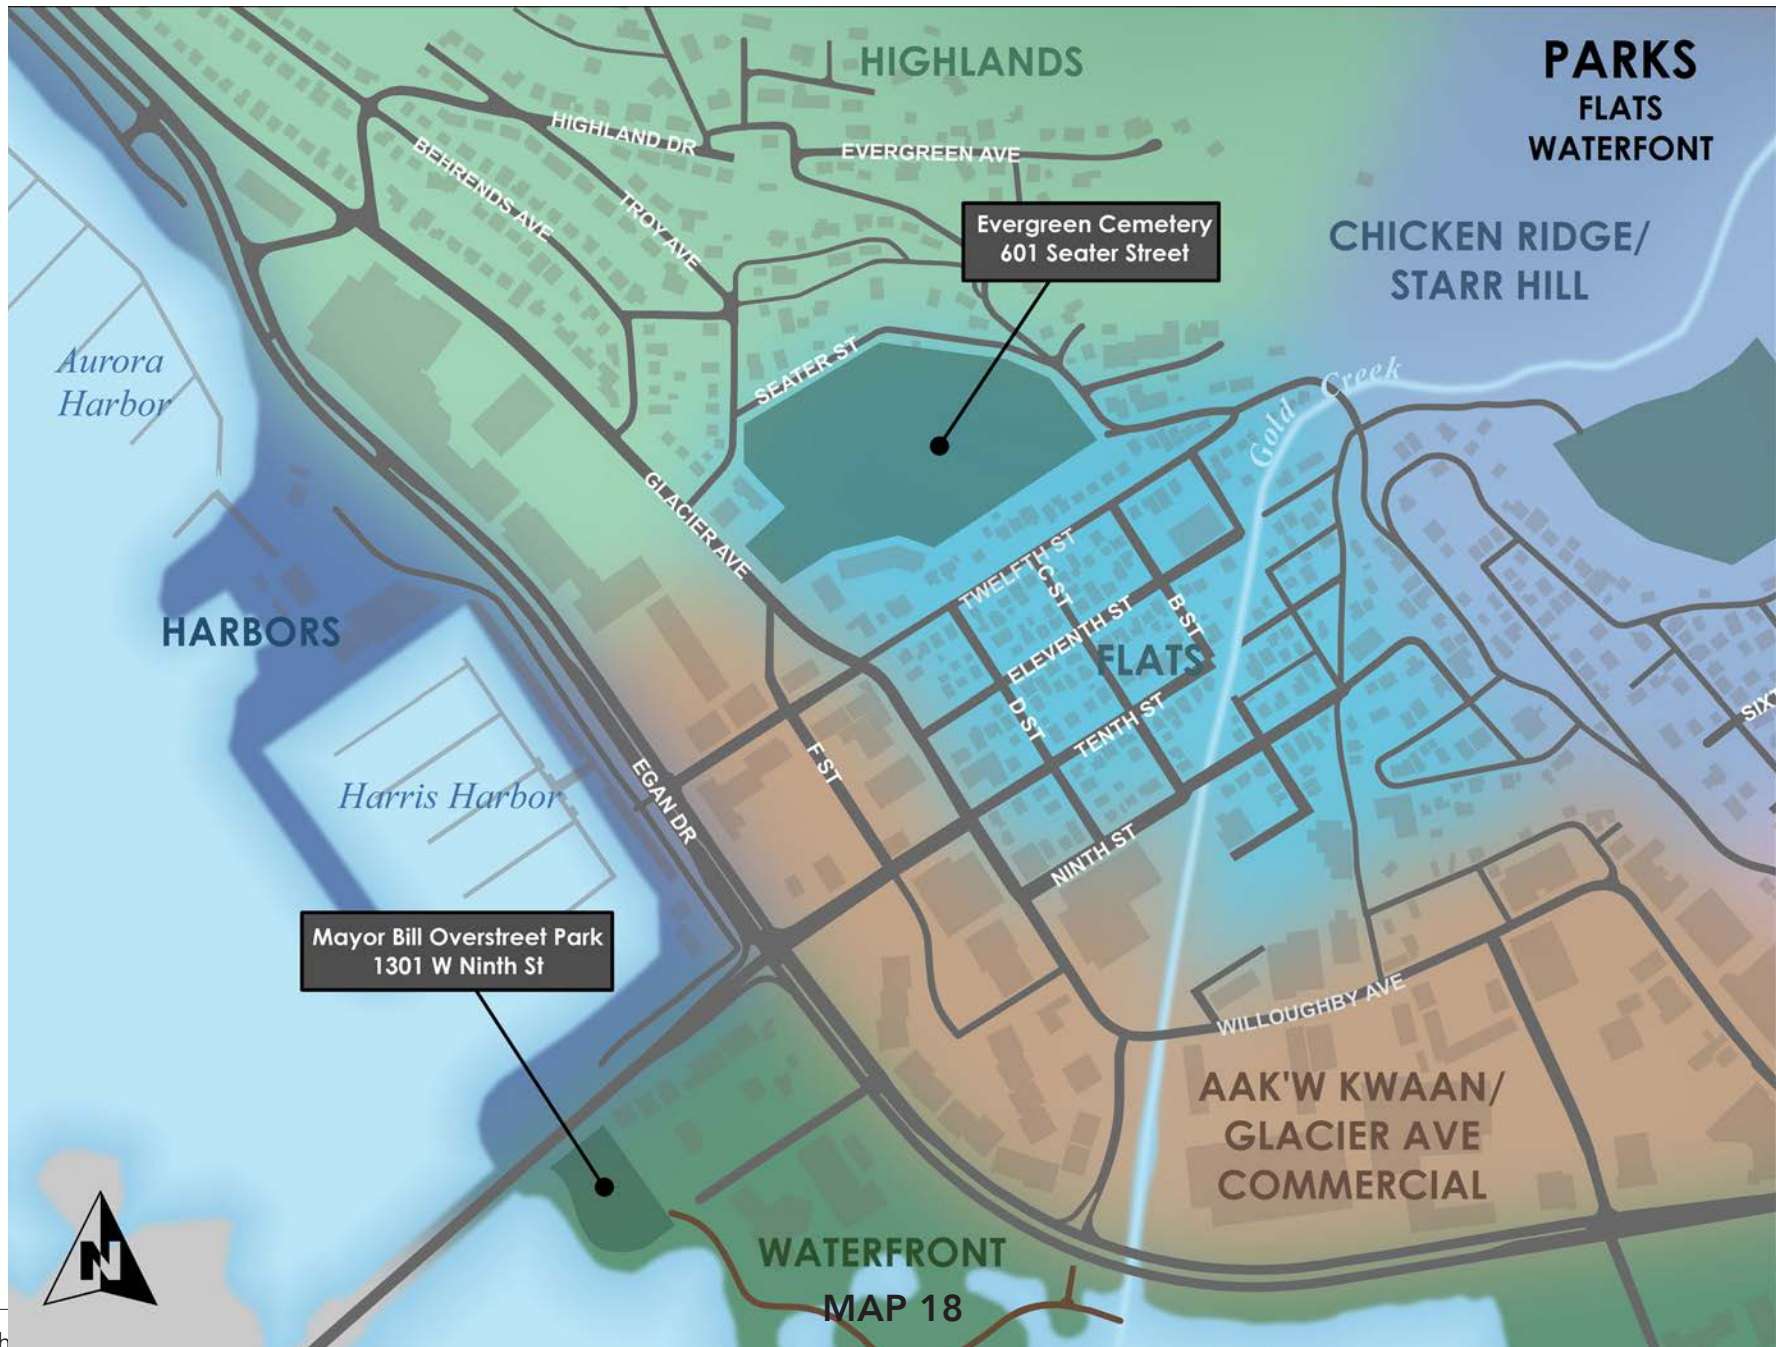 HIGHLANDS
PARKS
FLATS
WATERFONT
HIGHLAND DR
EVERGREEN AVE
BEHRENDS AVE
TROY AVE
Evergreen Cemetery
601 Seater Street
CHICKEN RIDGE/
STARR HILL
Aurora
Harbor
SEATER ST
Gold Creek
GLACIER AVE
TWELFTH ST
C ST
B ST
ELEVENTH ST
HARBORS
FLATS
D ST
TENTH ST
SIXT
F ST
EGAN DR
Harris Harbor
NINTH ST
Mayor Bill Overstreet Park
1301 W Ninth St
WILLOUGHBY AVE
AAK'W KWAAN/
GLACIER AVE
COMMERCIAL
N
WATERFRONT
MAP 18